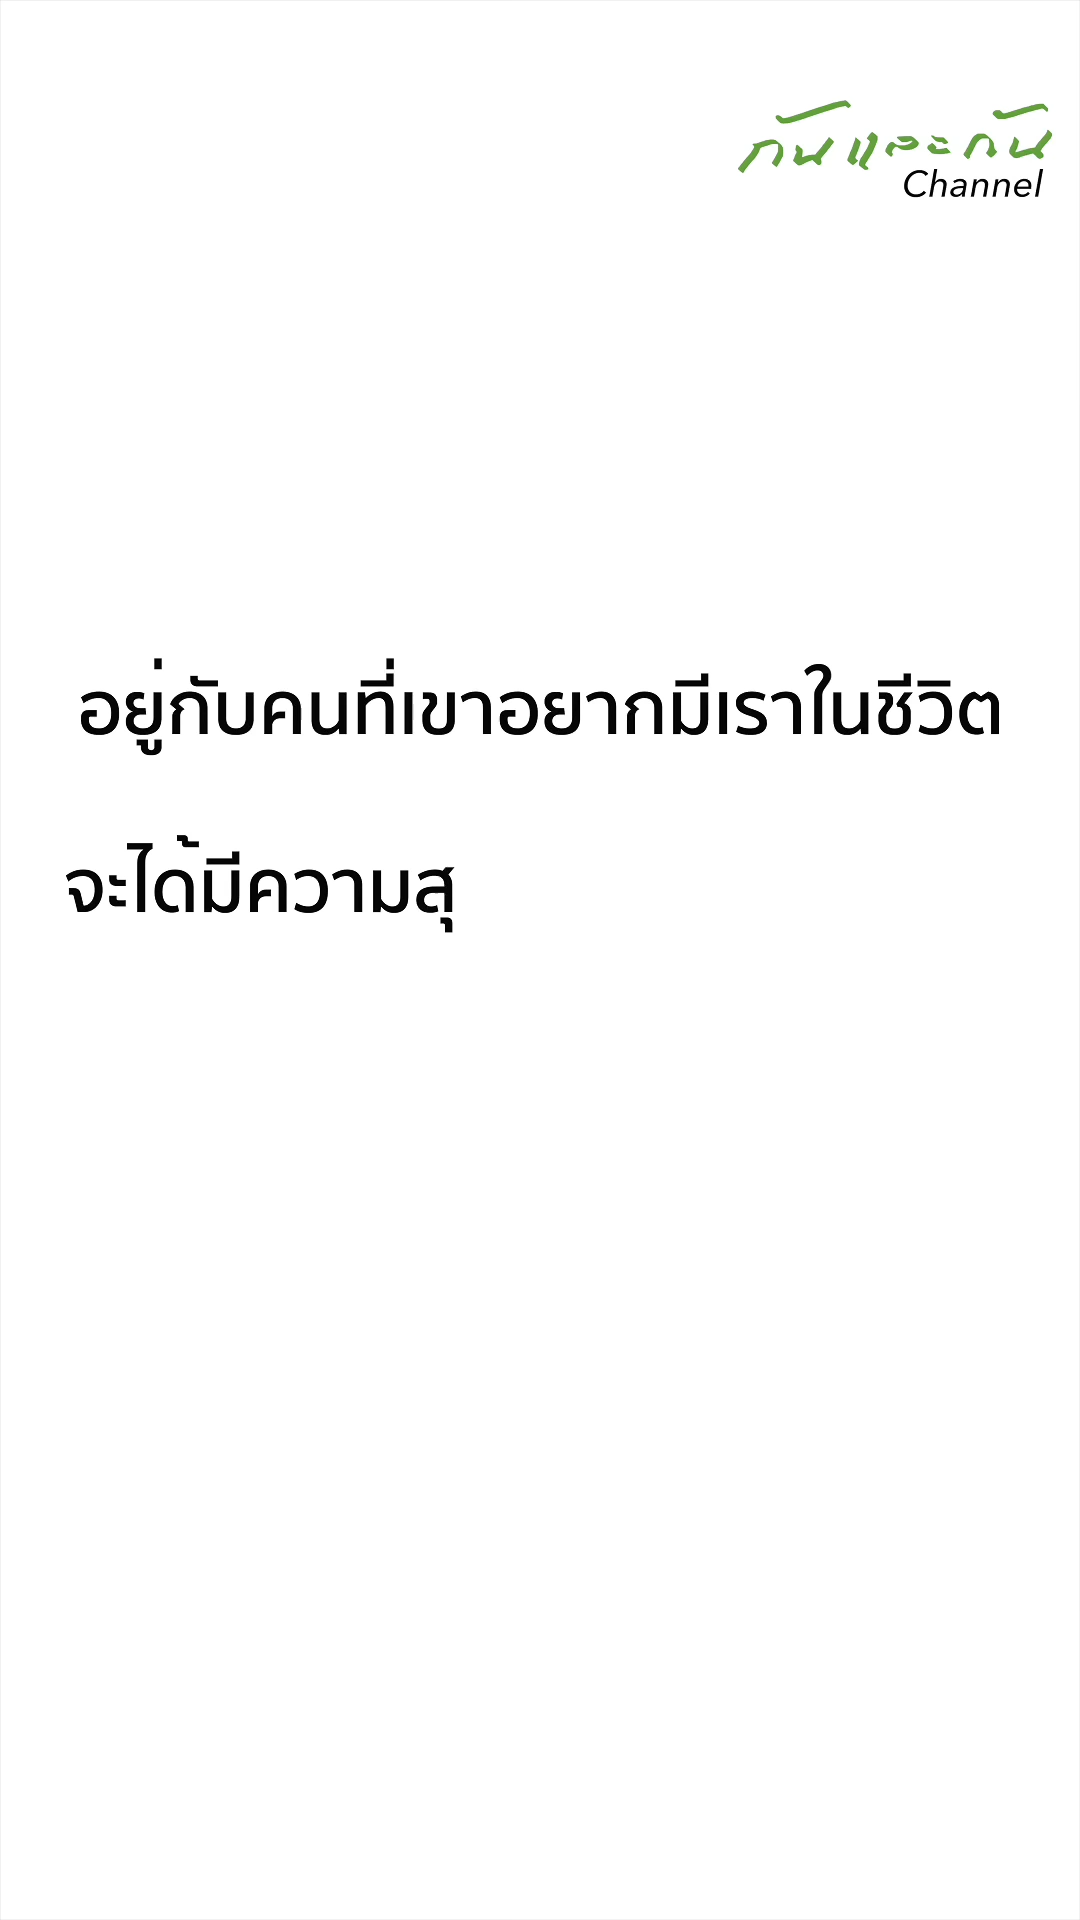 กันและกัน
Channel
อยู่กับคนที่เขาอยากมีเราในชีวิต
จะได้มีความสุ